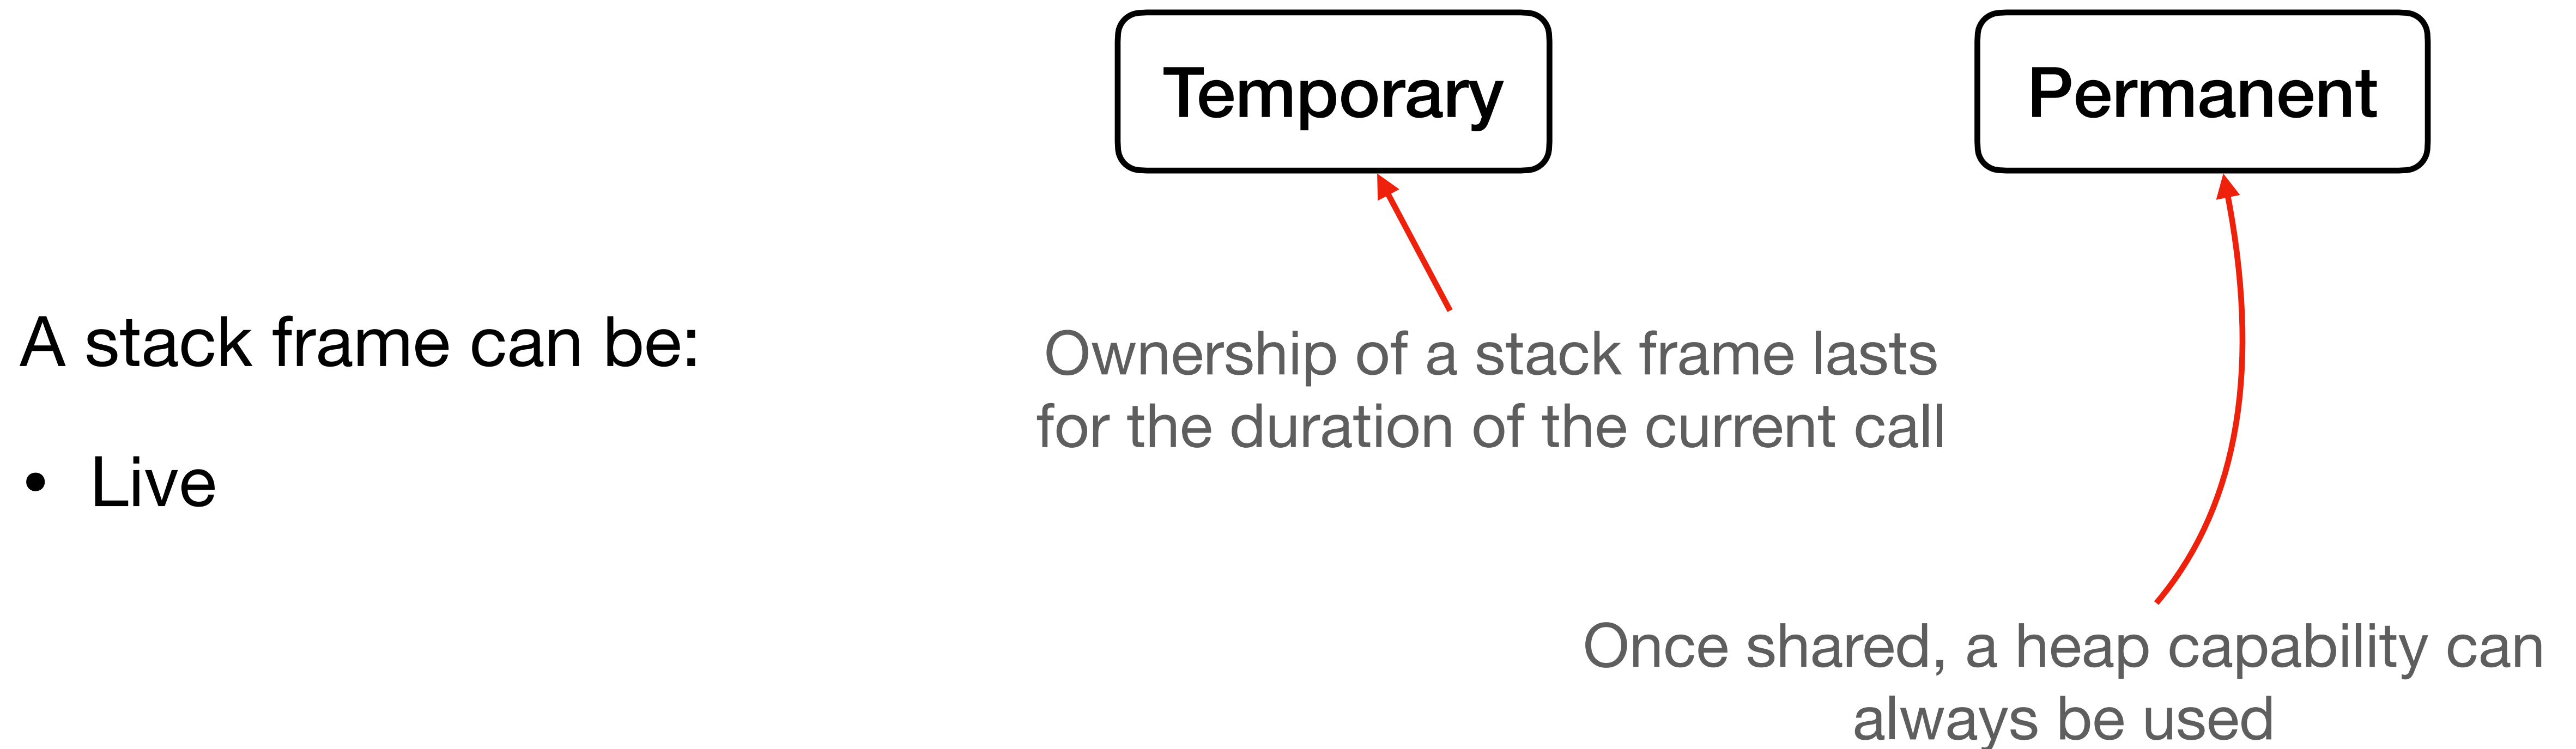 Temporary
Permanent
A stack frame can be:
• Live
Ownership of a stack frame lasts
for the duration of the current call
Once shared, a heap capability can
always be used